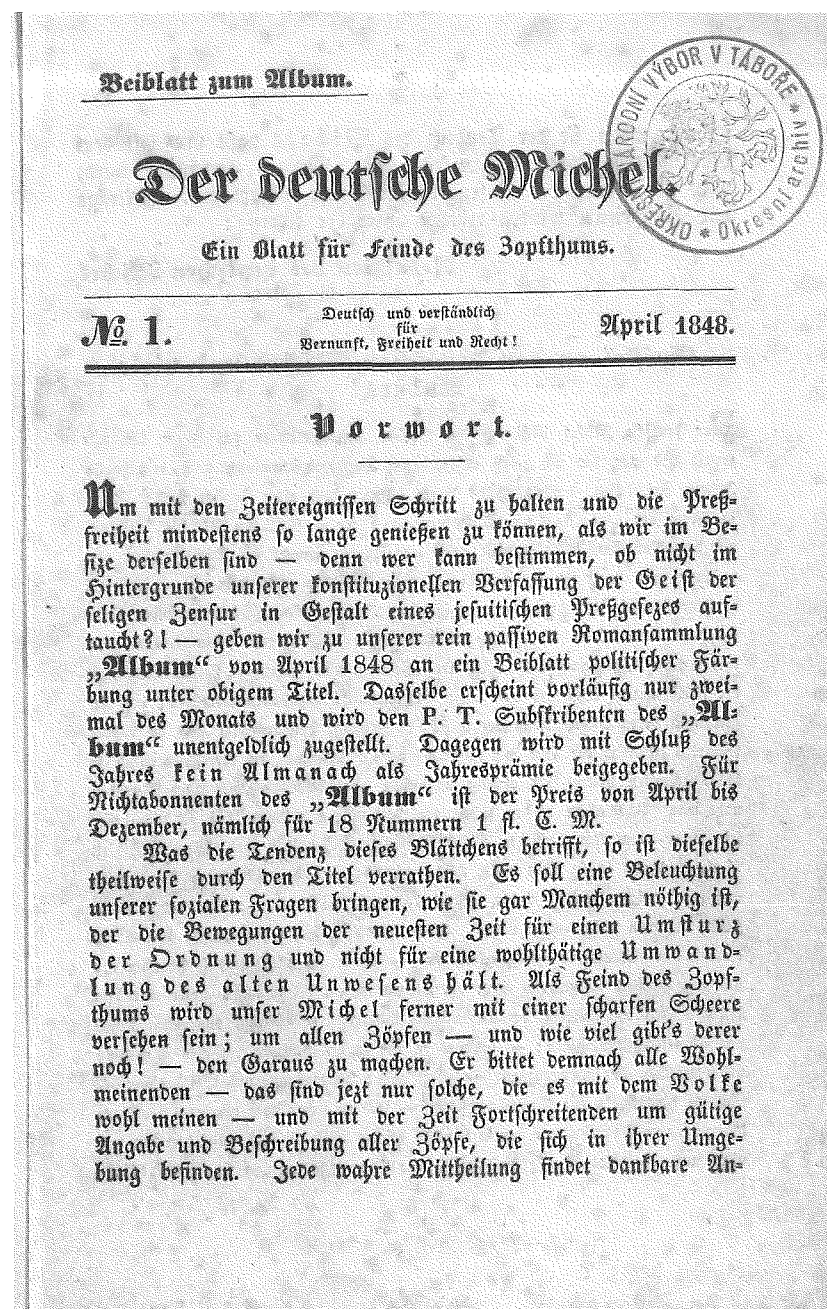 Beiblatt zum Album.
OKRESNÍ NÁRODNÍ VÝBOR V TÁBOŘE * Okresní archiv *
Der deutsche Michel.
Ein Blatt für Feinde des Zopfthums.
No. 1.
Deutsch und verständlich
für
Vernunft, Freiheit und Recht!
April 1848.
Vorwort.
Um mit den Zeitereignissen Schritt zu halten und die Preß-
freiheit mindestens so lange genießen zu können, als wir im Be-
size derselben sind — denn wer kann bestimmen, ob nicht im
Hintergrunde unserer konstituzionellen Verfassung der Geist der
seligen Zensur in Gestalt eines jesuitischen Preßgesezes auf-
taucht?! — geben wir zu unserer rein passiven Romansammlung
„Album“ von April 1848 an ein Beiblatt politischer Fär-
bung unter obigem Titel. Dasselbe erscheint vorläufig nur zwei-
mal des Monats und wird den P. T. Subskribenten des „Al-
bum“ unentgeldlich zugestellt. Dagegen wird mit Schluß des
Jahres kein Almanach als Jahresprämie beigegeben. Für
Nichtabonnenten des „Album“ ist der Preis von April bis
Dezember, nämlich für 18 Nummern 1 fl. C. M.
Was die Tendenz dieses Blättchens betrifft, so ist dieselbe
theilweise durch den Titel verrathen. Es soll eine Beleuchtung
unserer sozialen Fragen bringen, wie sie gar Manchem nöthig ist,
der die Bewegungen der neuesten Zeit für einen Umsturz
der Ordnung und nicht für eine wohlthätige Umwand-
lung des alten Unwesens hält. Als Feind des Zopf-
thums wird unser Michel ferner mit einer scharfen Scheere
versehen sein; um allen Zöpfen — und wie viel gibt's derer
noch! — den Garaus zu machen. Er bittet demnach alle Wohl-
meinenden — das sind jezt nur solche, die es mit dem Volke
wohl meinen — und mit der Zeit Fortschreitenden um gütige
Angabe und Beschreibung aller Zöpfe, die sich in ihrer Umge-
bung befinden. Jede wahre Mittheilung findet dankbare An-